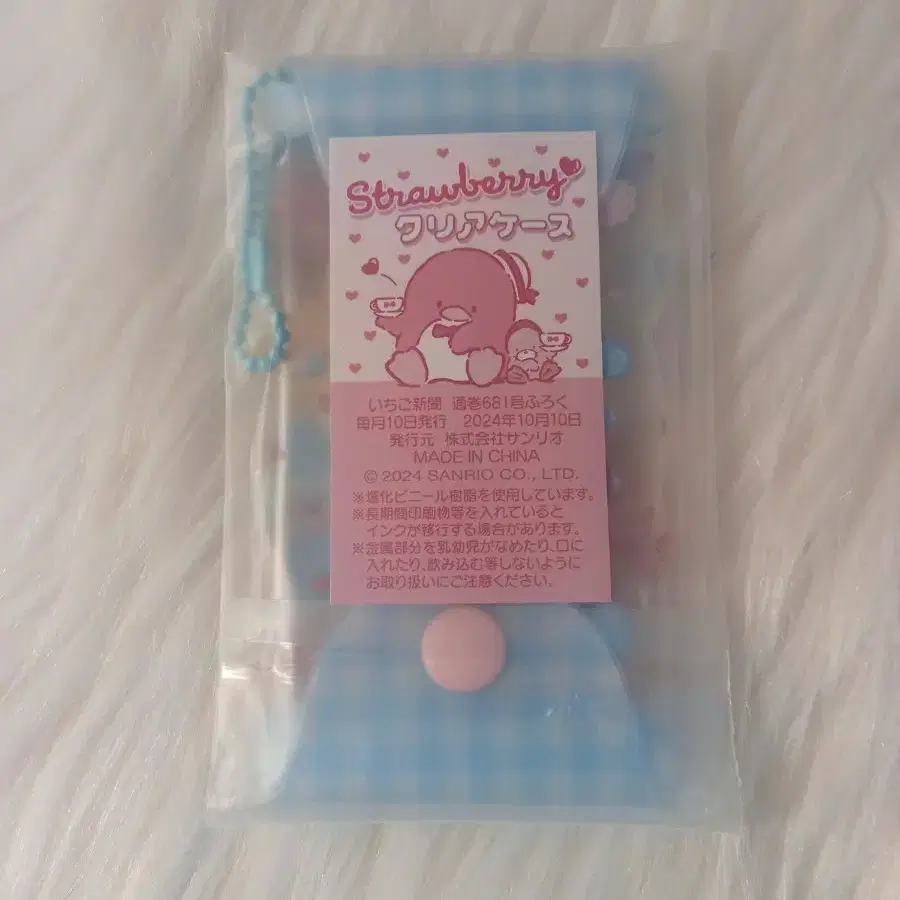 Strawberry
クリアケース
いちご新聞 通巻681号ふろく
毎月10日発行 2024年10月10日
発行元 株式会社サンリオ
MADE IN CHINA
© 2024 SANRIO CO., LTD.
※塩化ビニール樹脂を使用しています。
※長期間印刷物等を入れていると
インクが移行する場合があります。
※金属部分を乳幼児がなめたり、口に
入れたり、飲み込む等しないように
お取り扱いにご注意ください。